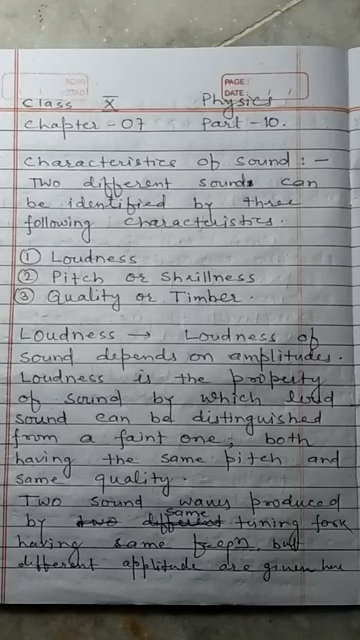 PAGE :
DATE :
Class X Physics
Chapter - 07 Part - 10.
Characteristics of Sound : -
Two different sounds can
be identified by three
following characteristics.
① Loudness
② Pitch or Shrillness
③ Quality or Timber.
Loudness → Loudness of
sound depends on amplitudes.
Loudness is the property
of sound by which loud
sound can be distinguished
from a faint one, both
having the same pitch and
same quality.
Two sound waves produced
by two different same tuning fork
having same freqn, but
different applitude are given